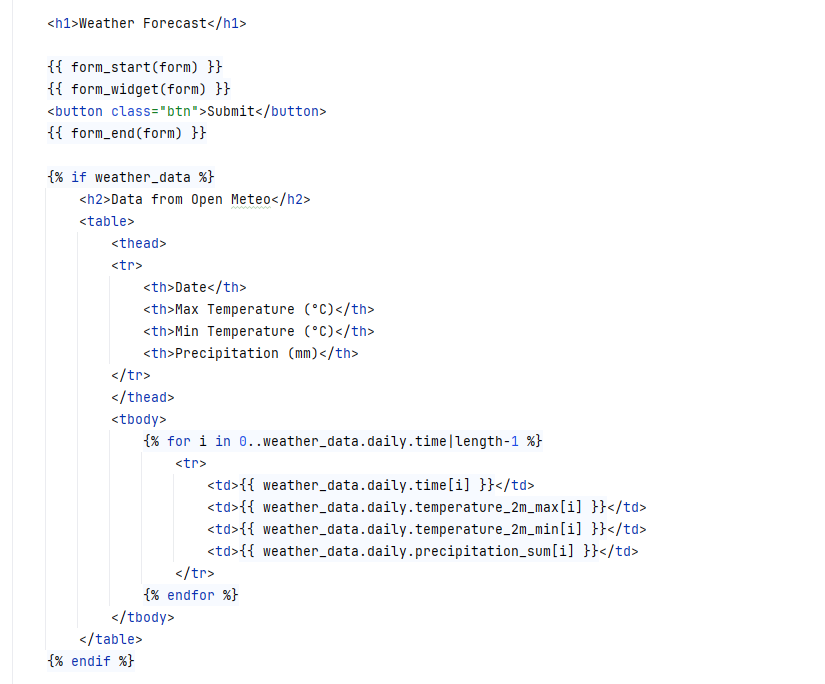 <h1>Weather Forecast</h1>
{{ form_start(form) }}
{{ form_widget(form) }}
<button class="btn">Submit</button>
{{ form_end(form) }}
{% if weather_data %}
<h2>Data from Open Meteo</h2>
<table>
<thead>
<tr>
<th>Date</th>
<th>Max Temperature (°C)</th>
<th>Min Temperature (°C)</th>
<th>Precipitation (mm)</th>
</tr>
</thead>
<tbody>
{% for i in 0..weather_data.daily.time|length-1 %}
<tr>
<td>{{ weather_data.daily.time[i] }}</td>
<td>{{ weather_data.daily.temperature_2m_max[i] }}</td>
<td>{{ weather_data.daily.temperature_2m_min[i] }}</td>
<td>{{ weather_data.daily.precipitation_sum[i] }}</td>
</tr>
{% endfor %}
</tbody>
</table>
{% endif %}